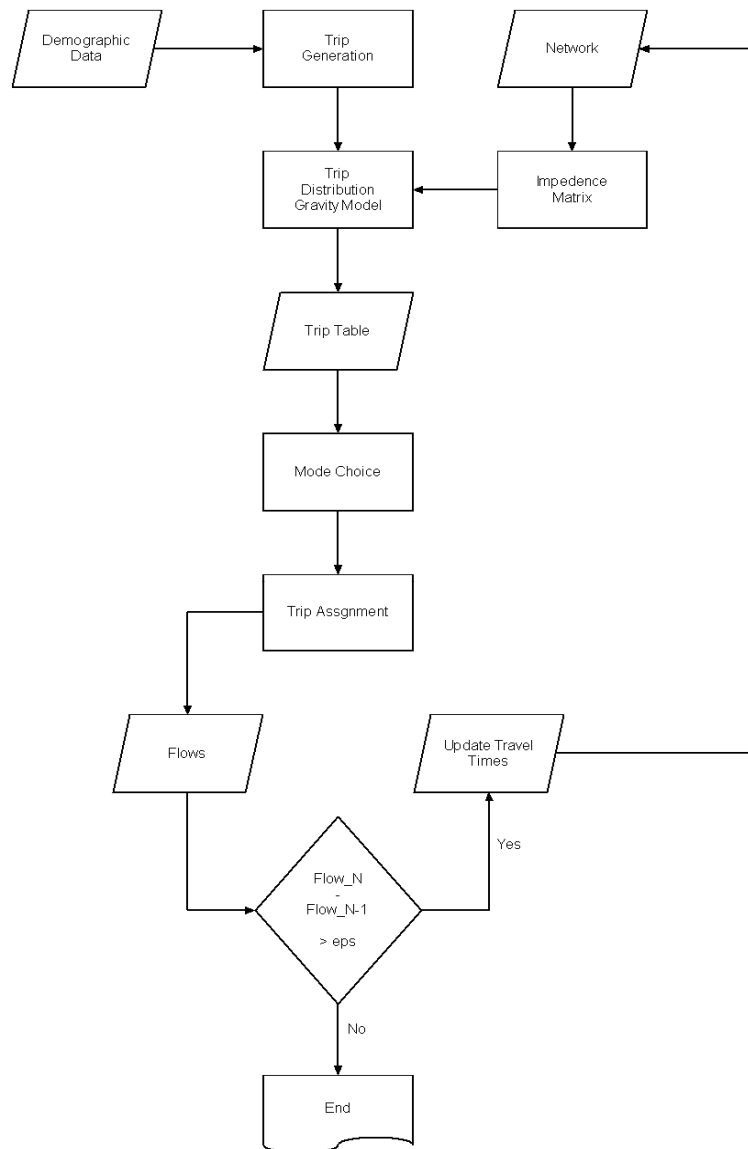 Demographic
Data
Trip
Generation
Network
Trip
Distribution
Gravity Model
Impedence
Matrix
Trip Table
Mode Choice
Trip Assgnment
Flows
Update Travel
Times
Yes
Flow_N
-
Flow_N-1
> eps
No
End